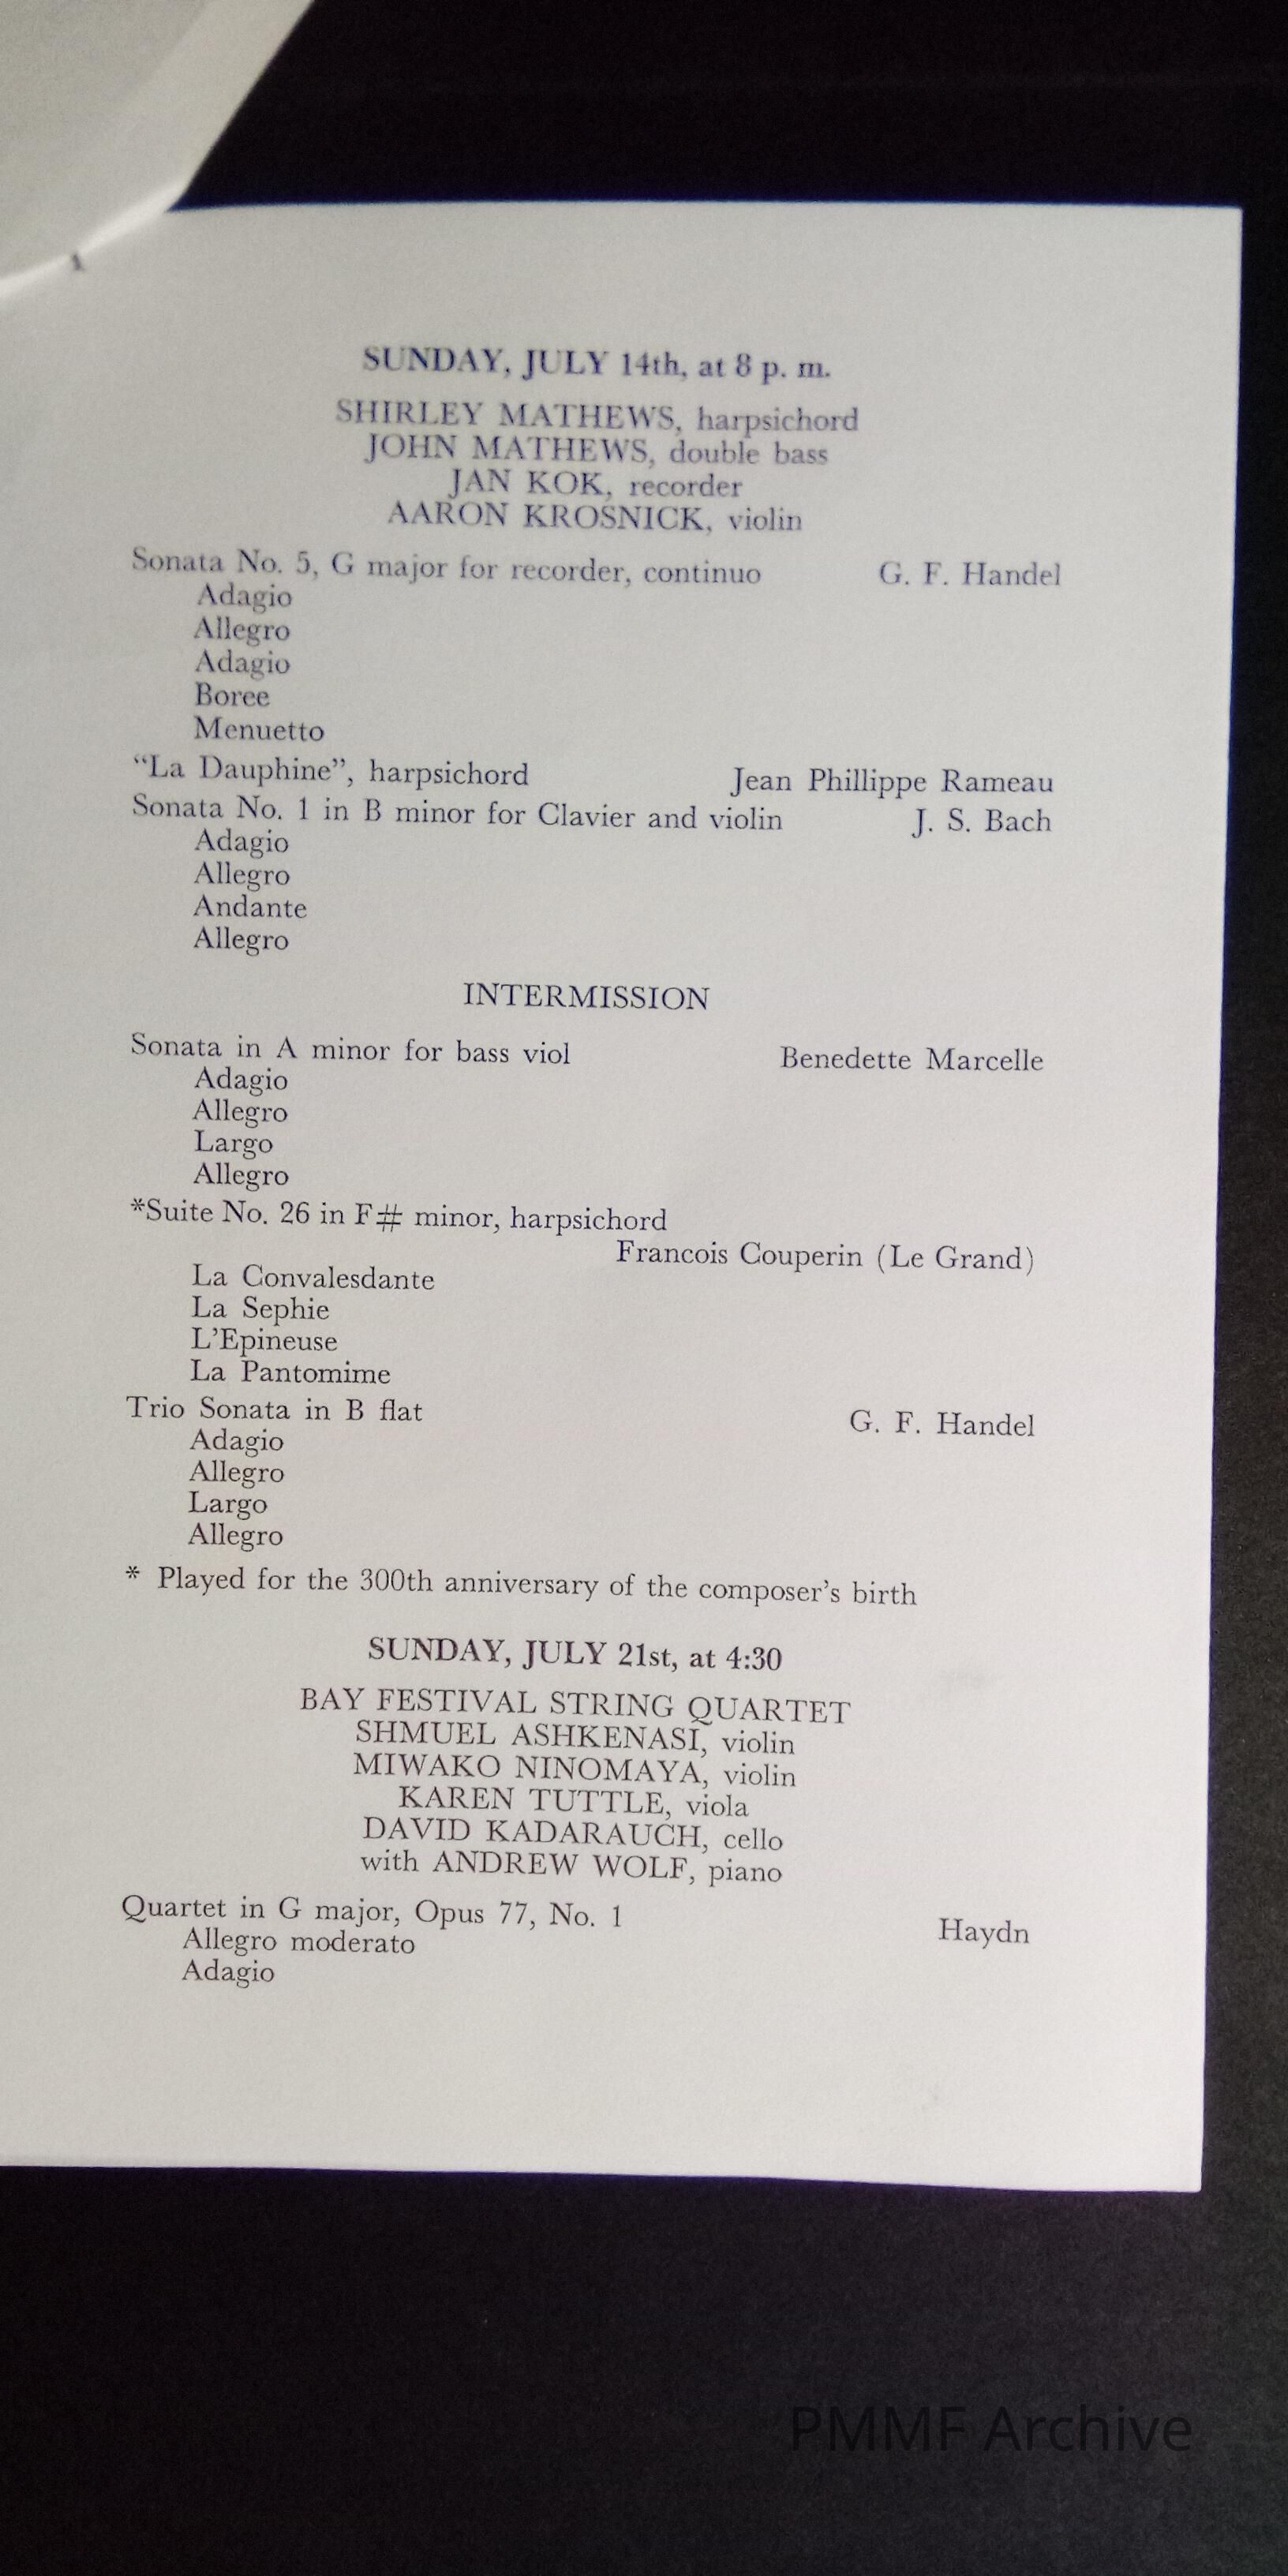 SUNDAY, JULY 14th, at 8 p. m.
SHIRLEY MATHEWS, harpsichord
JOHN MATHEWS, double bass
JAN KOK, recorder
AARON KROSNICK, violin
Sonata No. 5, G major for recorder, continuo G. F. Handel
Adagio
Allegro
Adagio
Boree
Menuetto
“La Dauphine”, harpsichord Jean Phillippe Rameau
Sonata No. 1 in B minor for Clavier and violin J. S. Bach
Adagio
Allegro
Andante
Allegro
INTERMISSION
Sonata in A minor for bass viol Benedette Marcelle
Adagio
Allegro
Largo
Allegro
*Suite No. 26 in F# minor, harpsichord
Francois Couperin (Le Grand)
La Convalesdante
La Sephie
L’Epineuse
La Pantomime
Trio Sonata in B flat G. F. Handel
Adagio
Allegro
Largo
Allegro
* Played for the 300th anniversary of the composer’s birth
SUNDAY, JULY 21st, at 4:30
BAY FESTIVAL STRING QUARTET
SHMUEL ASHKENASI, violin
MIWAKO NINOMAYA, violin
KAREN TUTTLE, viola
DAVID KADARAUCH, cello
with ANDREW WOLF, piano
Quartet in G major, Opus 77, No. 1 Haydn
Allegro moderato
Adagio
PMMF Archive